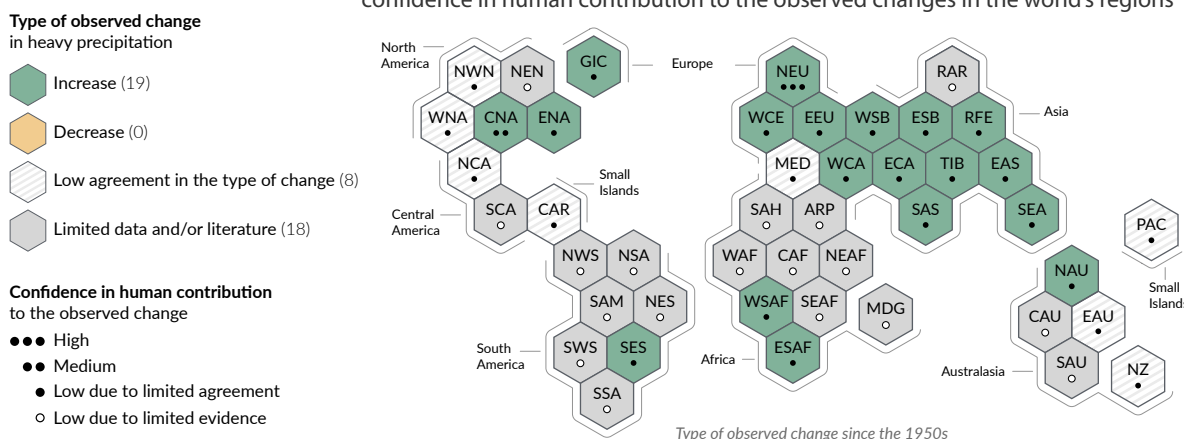 confidence in human contribution to the observed changes in the world's regions
Type of observed change
in heavy precipitation
Increase (19)
Decrease (0)
Low agreement in the type of change (8)
Limited data and/or literature (18)
Confidence in human contribution
to the observed change
High
Medium
Low due to limited agreement
Low due to limited evidence
North
America
NWN
NEN
GIC
WNA
CNA
ENA
NCA
Small
Islands
Central
America
SCA
CAR
NWS
NSA
SAM
NES
South
America
SWS
SES
SSA
Europe
NEU
RAR
WCE
EEU
WSB
ESB
RFE
Asia
MED
WCA
ECA
TIB
EAS
SAH
ARP
SAS
SEA
WAF
CAF
NEAF
WSAF
SEAF
MDG
Africa
ESAF
PAC
Small
Islands
NAU
CAU
EAU
Australasia
SAU
NZ
Type of observed change since the 1950s